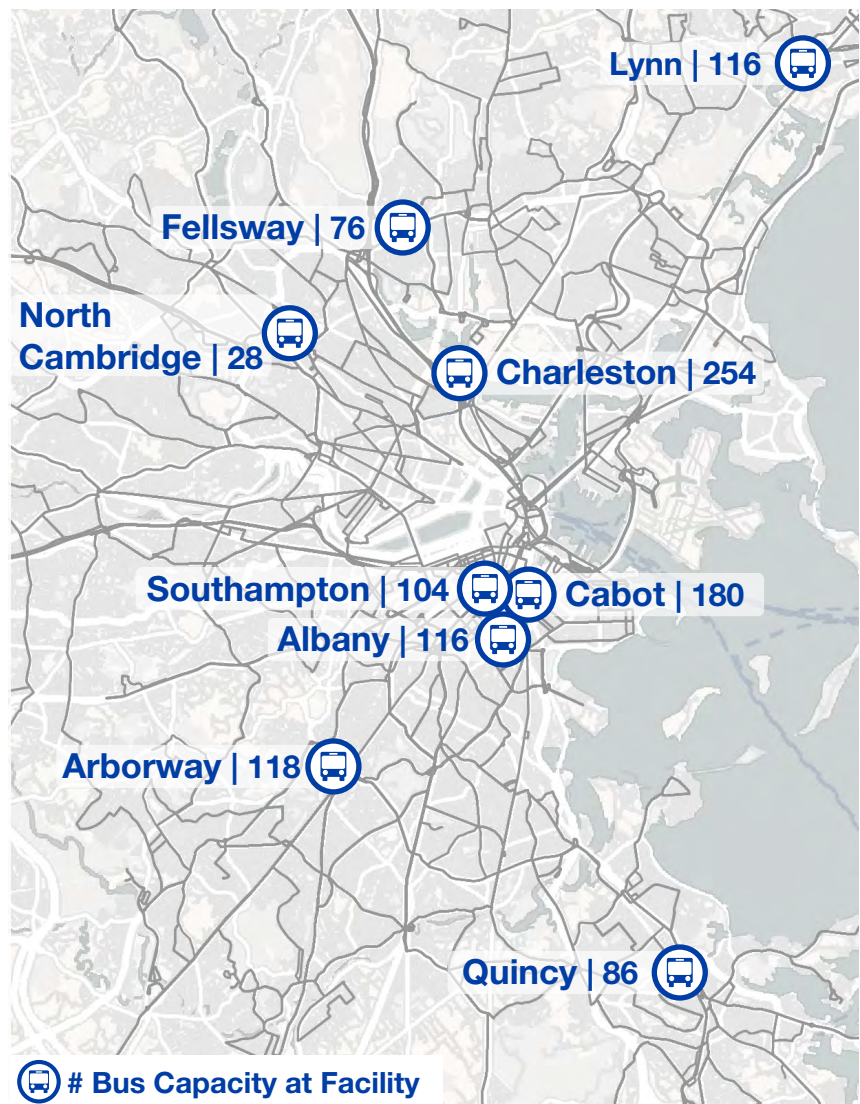 Lynn | 116
Fellsway | 76
North
Cambridge | 28
Charleston | 254
Southampton | 104
Cabot | 180
Albany | 116
Arborway | 118
Quincy | 86
# Bus Capacity at Facility